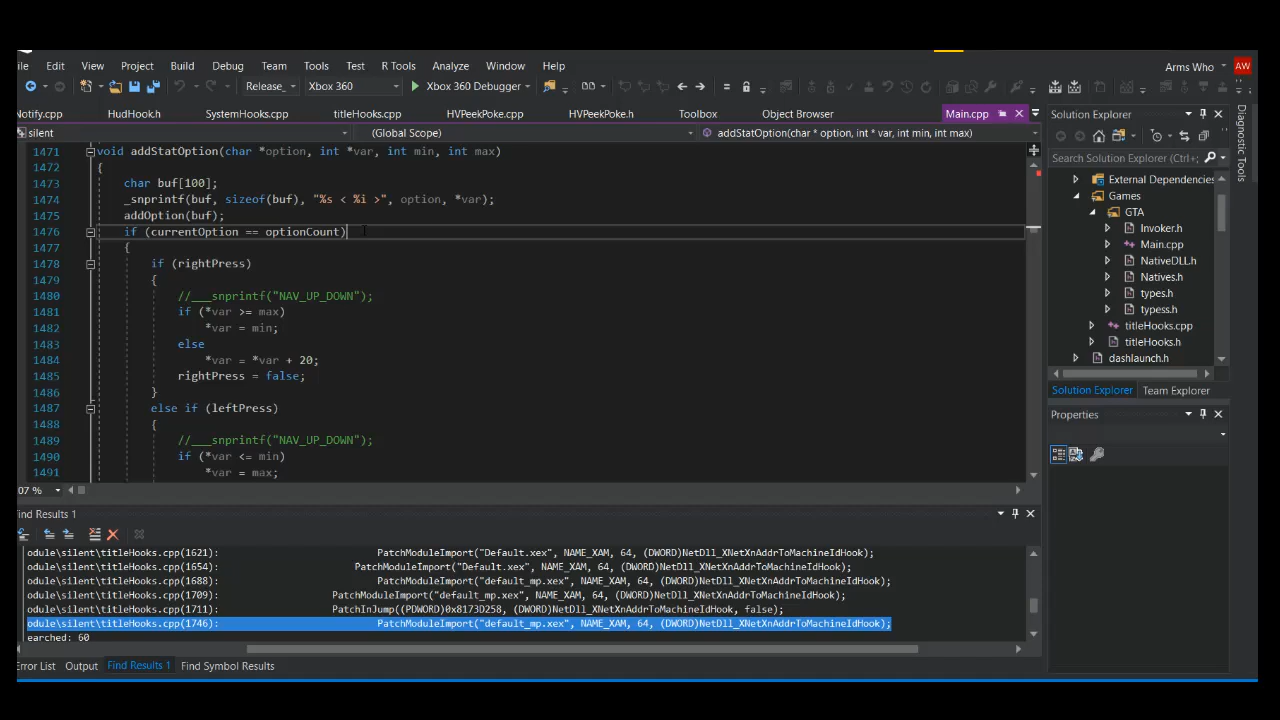 ile Edit View Project Build Debug Team Tools Test R Tools Analyze Window Help Arms Who AW
Release Xbox 360 Xbox 360 Debugger
Notify.cpp HudHook.h SystemHooks.cpp titleHooks.cpp HVPeekPoke.cpp HVPeekPoke.h Toolbox Object Browser Main.cpp
silent (Global Scope) addStatOption(char * option, int * var, int min, int max)
1471 void addStatOption(char *option, int *var, int min, int max)
1472 {
1473 char buf[100];
1474 _snprintf(buf, sizeof(buf), "%s < %i >", option, *var);
1475 addOption(buf);
1476 if (currentOption == optionCount)
1477 {
1478 if (rightPress)
1479 {
1480 //___snprintf("NAV_UP_DOWN");
1481 if (*var >= max)
1482 *var = min;
1483 else
1484 *var = *var + 20;
1485 rightPress = false;
1486 }
1487 else if (leftPress)
1488 {
1489 //___snprintf("NAV_UP_DOWN");
1490 if (*var <= min)
1491 *var = max;
07 %
Solution Explorer
Search Solution Explorer (Ctrl+;
External Dependencies
Games
GTA
Invoker.h
Main.cpp
NativeDLL.h
Natives.h
types.h
typess.h
titleHooks.cpp
titleHooks.h
dashlaunch.h
Solution Explorer Team Explorer
Properties
Diagnostic Tools
ind Results 1
odule\silent\titleHooks.cpp(1621): PatchModuleImport("Default.xex", NAME_XAM, 64, (DWORD)NetDll_XNetXnAddrToMachineIdHook);
odule\silent\titleHooks.cpp(1654): PatchModuleImport("Default.xex", NAME_XAM, 64, (DWORD)NetDll_XNetXnAddrToMachineIdHook);
odule\silent\titleHooks.cpp(1688): PatchModuleImport("default_mp.xex", NAME_XAM, 64, (DWORD)NetDll_XNetXnAddrToMachineIdHook);
odule\silent\titleHooks.cpp(1709): PatchModuleImport("default_mp.xex", NAME_XAM, 64, (DWORD)NetDll_XNetXnAddrToMachineIdHook);
odule\silent\titleHooks.cpp(1711): PatchInJump((PDWORD)0x8173D258, (DWORD)NetDll_XNetXnAddrToMachineIdHook, false);
odule\silent\titleHooks.cpp(1746): PatchModuleImport("default_mp.xex", NAME_XAM, 64, (DWORD)NetDll_XNetXnAddrToMachineIdHook);
earched: 60
Error List Output Find Results 1 Find Symbol Results